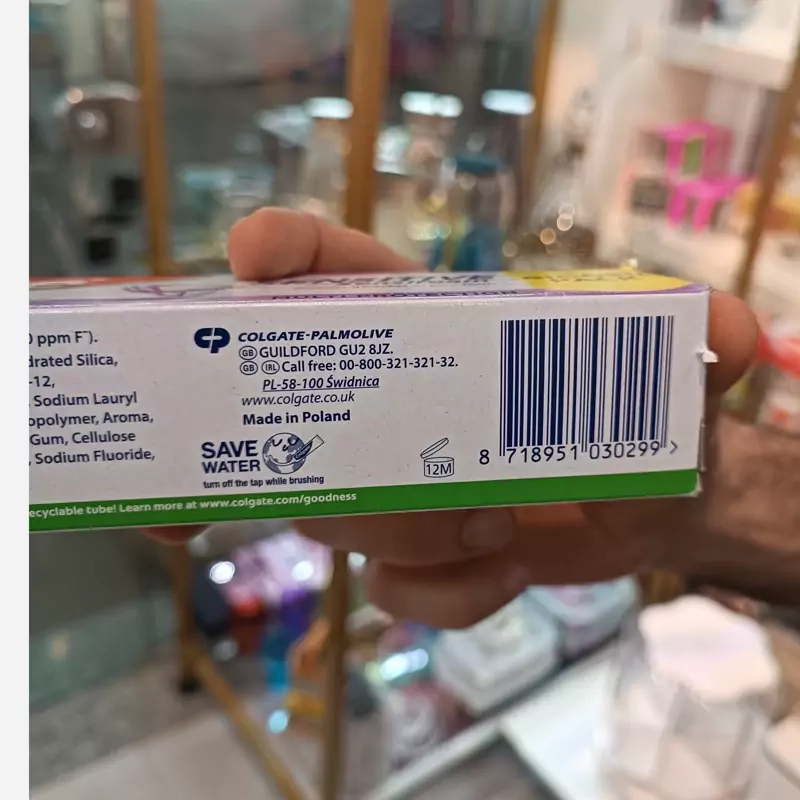 MULTI PROTECTION
ppm F⁻).
drated Silica,
-12,
Sodium Lauryl
opolymer, Aroma,
Gum, Cellulose
, Sodium Fluoride,
CP COLGATE-PALMOLIVE
GB GUILDFORD GU2 8JZ.
GB IRL Call free: 00-800-321-321-32.
PL-58-100 Świdnica
www.colgate.co.uk
Made in Poland
SAVE
WATER
turn off the tap while brushing
12M
8 718951 030299 >
ecyclable tube! Learn more at www.colgate.com/goodness